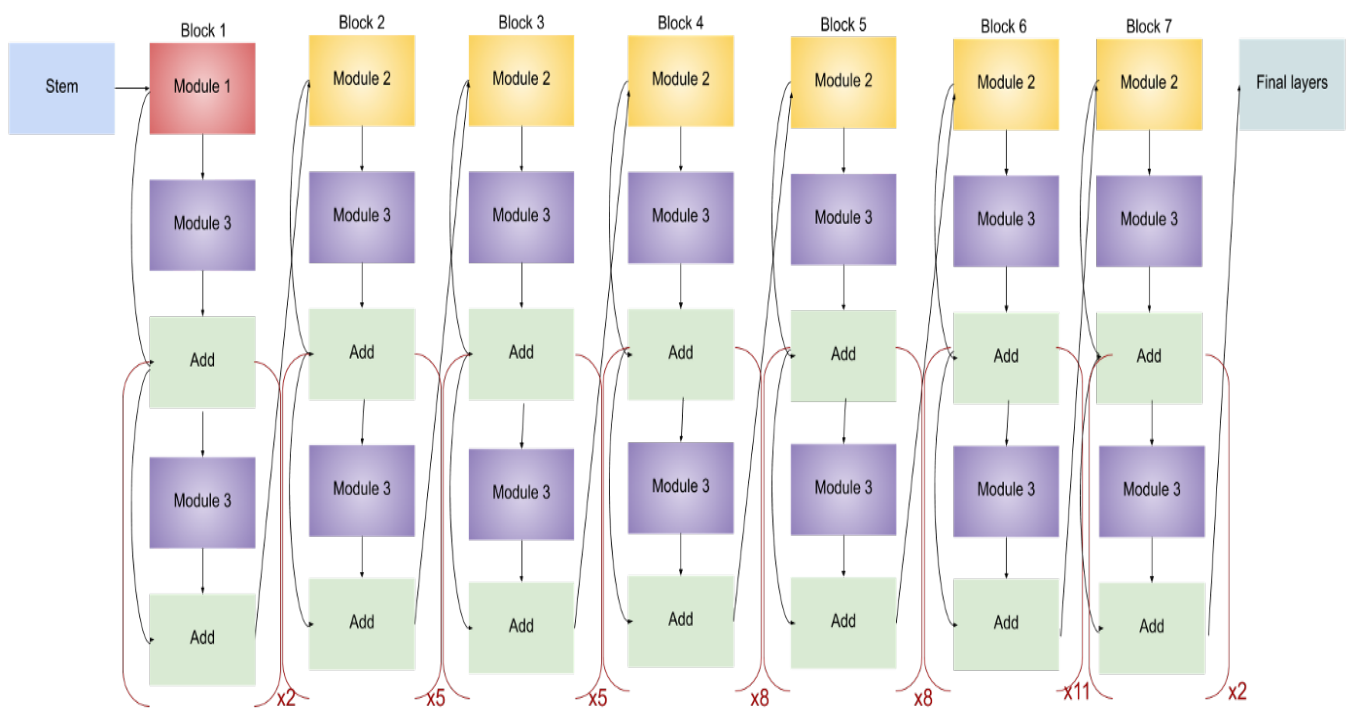 Block 1
Block 2
Block 3
Block 4
Block 5
Block 6
Block 7
Stem
Module 1
Module 2
Module 2
Module 2
Module 2
Module 2
Module 2
Final layers
Module 3
Module 3
Module 3
Module 3
Module 3
Module 3
Module 3
Add
Add
Add
Add
Add
Add
Add
Module 3
Module 3
Module 3
Module 3
Module 3
Module 3
Module 3
Add
Add
Add
Add
Add
Add
Add
x2
x5
x5
x8
x8
x11
x2